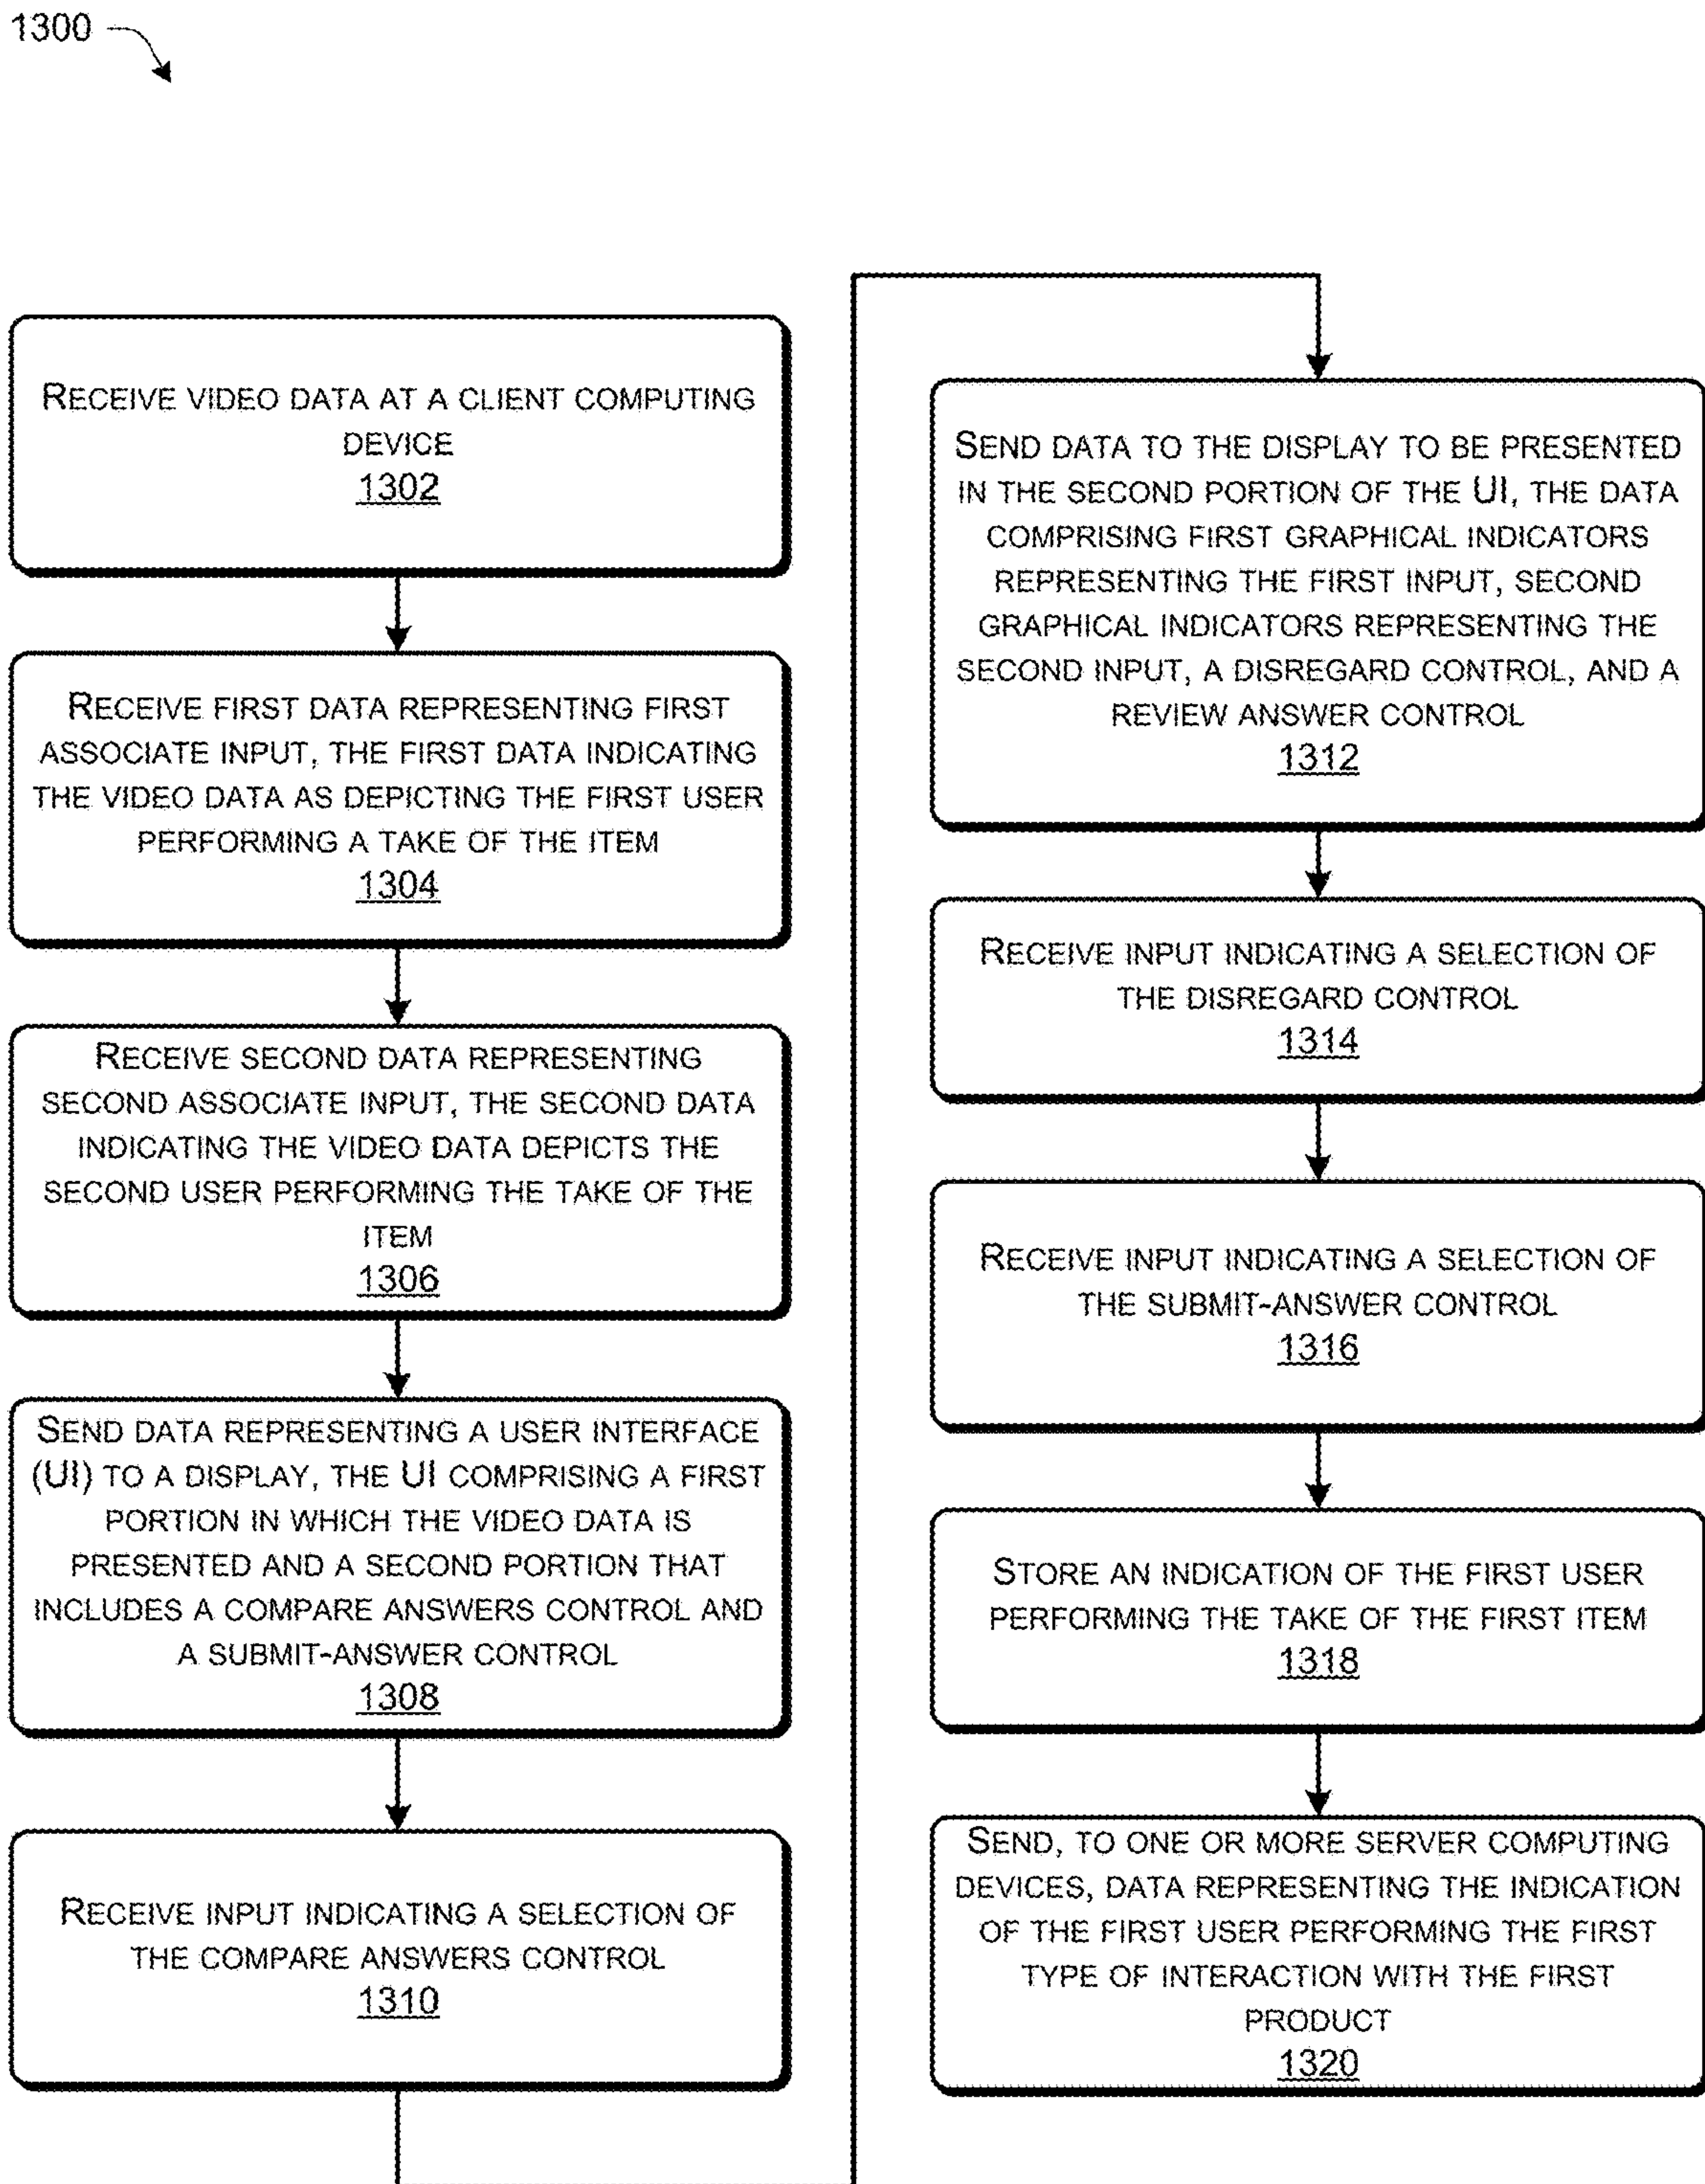 1300
RECEIVE VIDEO DATA AT A CLIENT COMPUTING
DEVICE
1302
RECEIVE FIRST DATA REPRESENTING FIRST
ASSOCIATE INPUT, THE FIRST DATA INDICATING
THE VIDEO DATA AS DEPICTING THE FIRST USER
PERFORMING A TAKE OF THE ITEM
1304
RECEIVE SECOND DATA REPRESENTING
SECOND ASSOCIATE INPUT, THE SECOND DATA
INDICATING THE VIDEO DATA DEPICTS THE
SECOND USER PERFORMING THE TAKE OF THE
ITEM
1306
SEND DATA REPRESENTING A USER INTERFACE
(UI) TO A DISPLAY, THE UI COMPRISING A FIRST
PORTION IN WHICH THE VIDEO DATA IS
PRESENTED AND A SECOND PORTION THAT
INCLUDES A COMPARE ANSWERS CONTROL AND
A SUBMIT-ANSWER CONTROL
1308
RECEIVE INPUT INDICATING A SELECTION OF
THE COMPARE ANSWERS CONTROL
1310
SEND DATA TO THE DISPLAY TO BE PRESENTED
IN THE SECOND PORTION OF THE UI, THE DATA
COMPRISING FIRST GRAPHICAL INDICATORS
REPRESENTING THE FIRST INPUT, SECOND
GRAPHICAL INDICATORS REPRESENTING THE
SECOND INPUT, A DISREGARD CONTROL, AND A
REVIEW ANSWER CONTROL
1312
RECEIVE INPUT INDICATING A SELECTION OF
THE DISREGARD CONTROL
1314
RECEIVE INPUT INDICATING A SELECTION OF
THE SUBMIT-ANSWER CONTROL
1316
STORE AN INDICATION OF THE FIRST USER
PERFORMING THE TAKE OF THE FIRST ITEM
1318
SEND, TO ONE OR MORE SERVER COMPUTING
DEVICES, DATA REPRESENTING THE INDICATION
OF THE FIRST USER PERFORMING THE FIRST
TYPE OF INTERACTION WITH THE FIRST
PRODUCT
1320